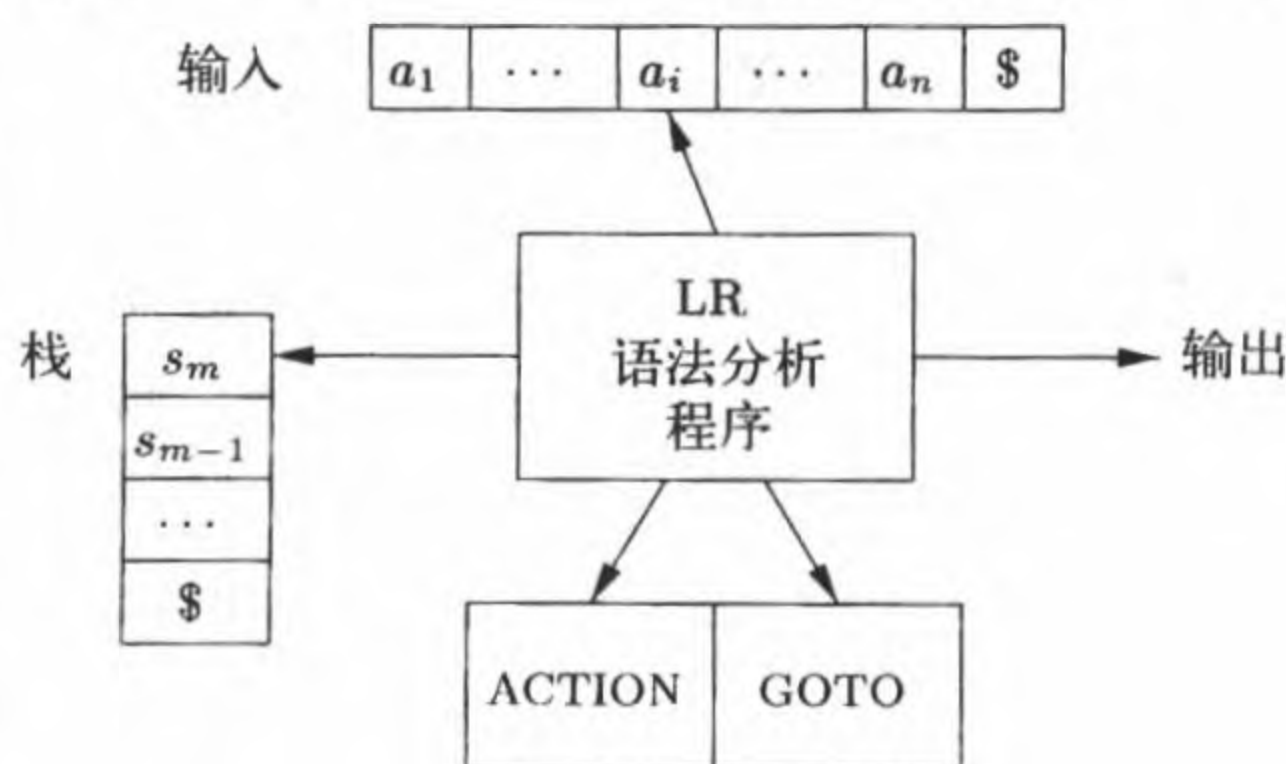 输入 a₁ ··· aᵢ ··· aₙ $
LR
语法分析
程序
栈
sₘ
sₘ₋₁
···
$
输出
ACTION GOTO